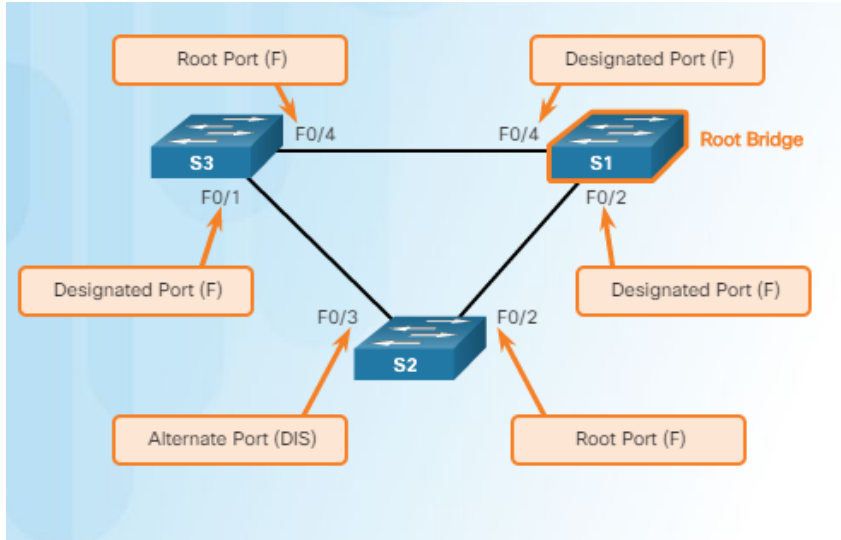 Root Port (F)
Designated Port (F)
F0/4
F0/4
S3
S1
Root Bridge
F0/1
F0/2
Designated Port (F)
Designated Port (F)
F0/3
F0/2
S2
Alternate Port (DIS)
Root Port (F)